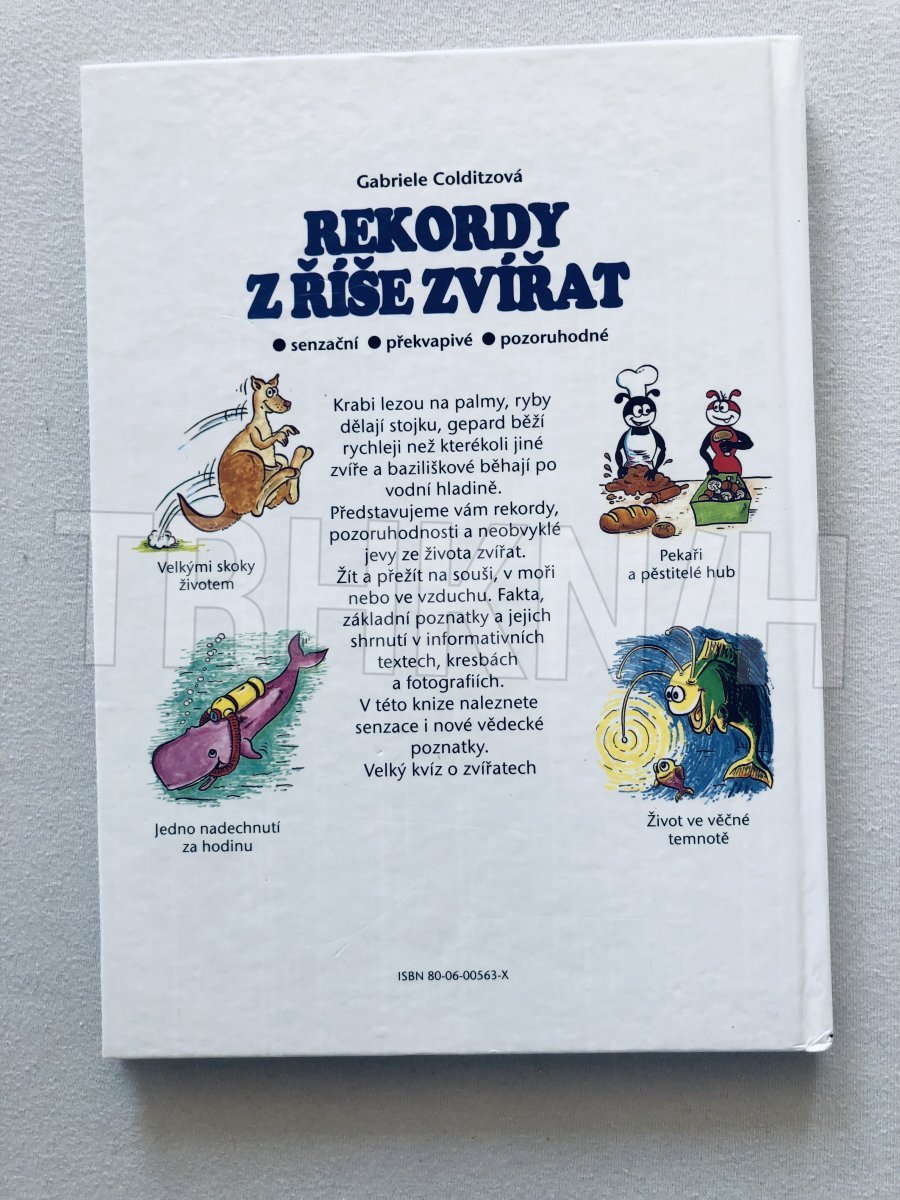 Gabriele Colditzová
REKORDY
Z ŘÍŠE ZVÍŘAT
● senzační ● překvapivé ● pozoruhodné
Krabi lezou na palmy, ryby
dělají stojku, gepard běží
rychleji než kterékoli jiné
zvíře a baziliškové běhají po
vodní hladině.
Představujeme vám rekordy,
pozoruhodnosti a neobvyklé
jevy ze života zvířat.
Žít a přežít na souši, v moři
nebo ve vzduchu. Fakta,
základní poznatky a jejich
shrnutí v informativních
textech, kresbách
a fotografiích.
V této knize naleznete
senzace i nové vědecké
poznatky.
Velký kvíz o zvířatech
Velkými skoky
životem
Pekaři
a pěstitelé hub
Jedno nadechnutí
za hodinu
Život ve věčné
temnotě
ISBN 80-06-00563-X